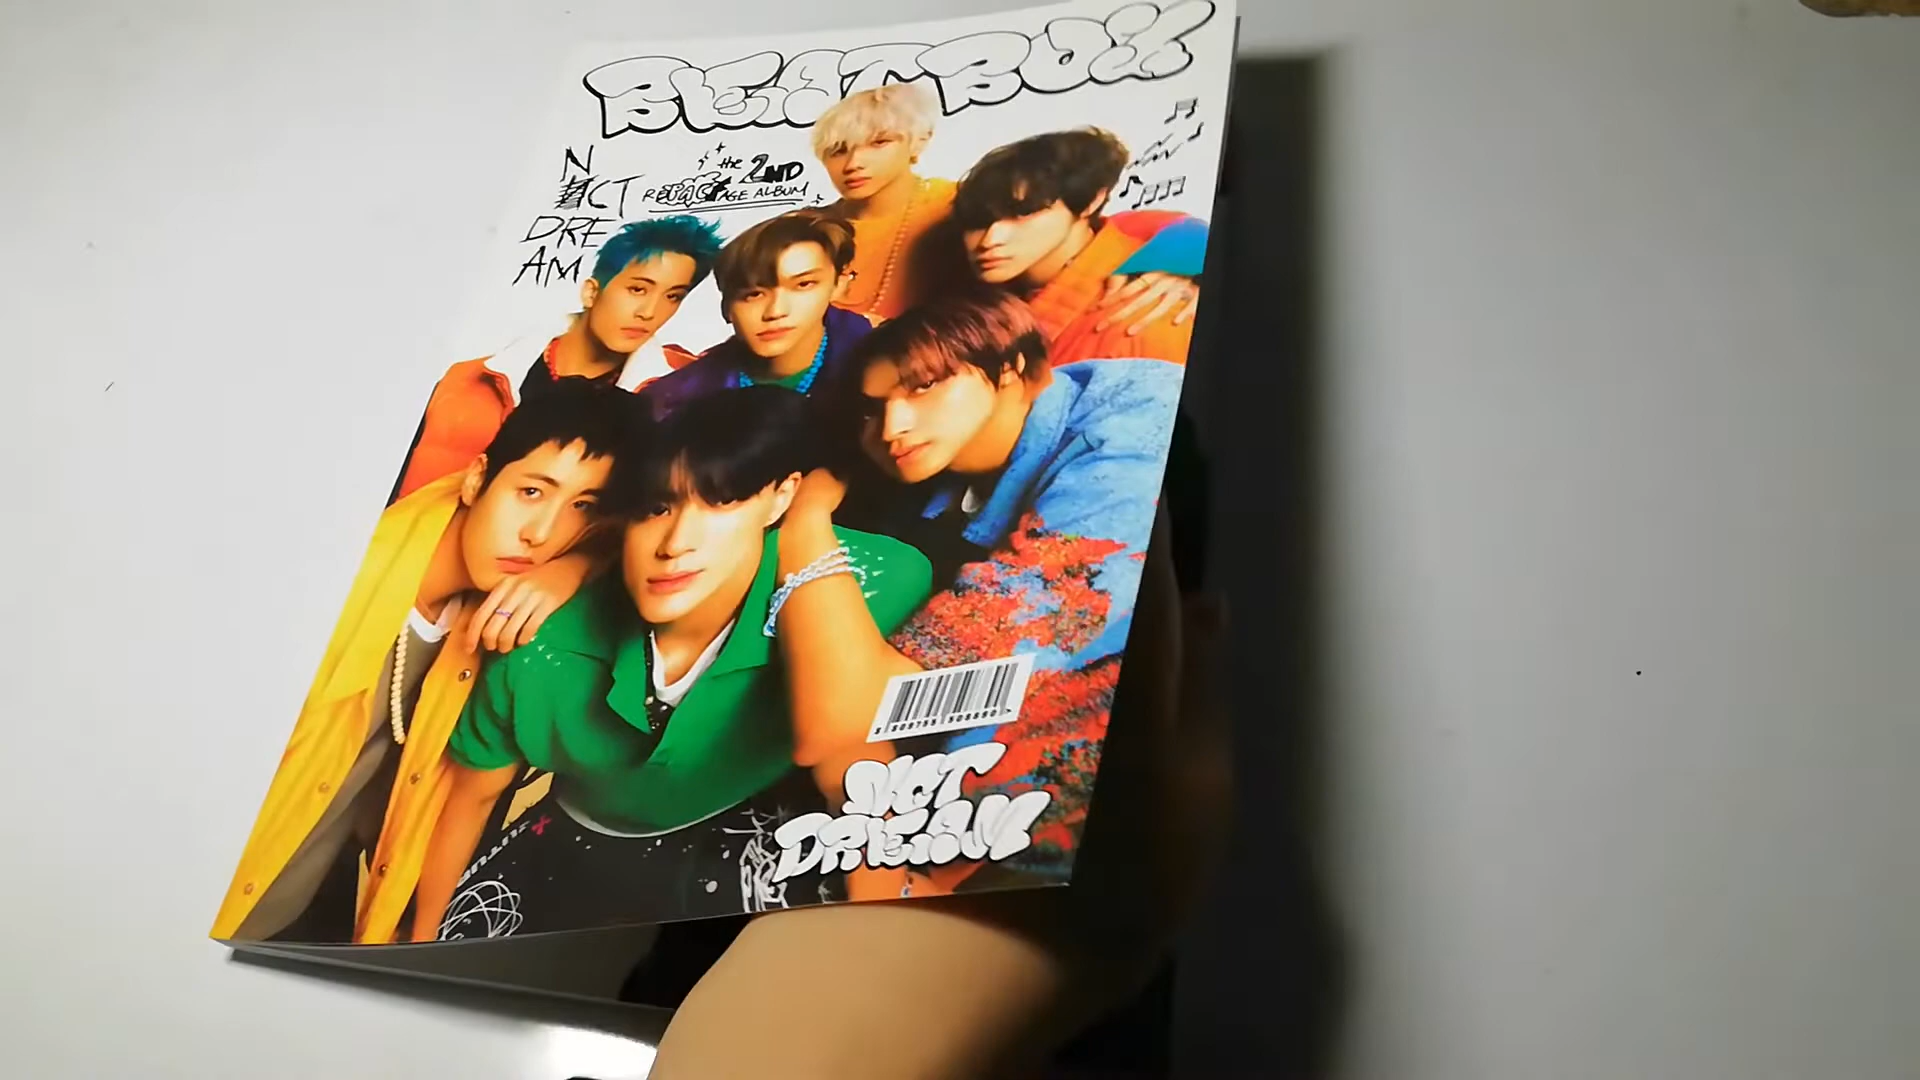 BEATBOX
N
CT
DRE
AM
the 2ND
REPACKAGE ALBUM
NCT
DREAM